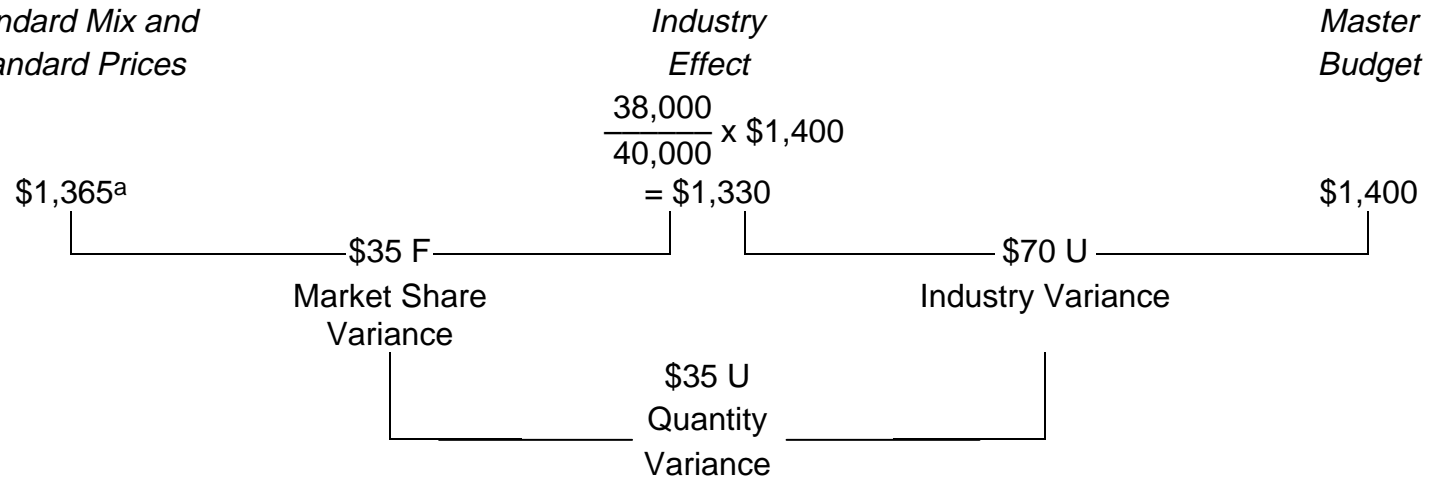 ndard Mix and
ndard Prices
Industry
Effect
Master
Budget
38,000
40,000
x $1,400
$1,365a
= $1,330
$1,400
$35 F
$70 U
Market Share
Variance
Industry Variance
$35 U
Quantity
Variance